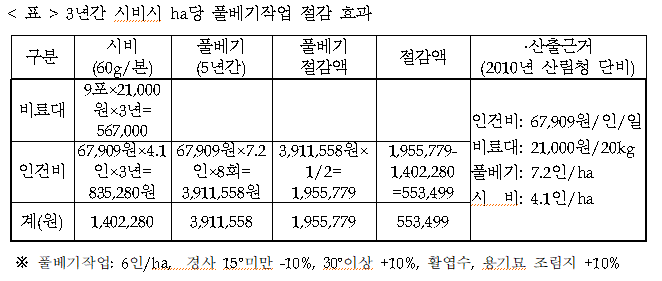 < 표 > 3년간 시비시 ha당 풀베기작업 절감 효과
구분
시비
(60g/본)
풀베기
(5년간)
풀베기
절감액
절감액
·산출근거
(2010년 산림청 단비)
비료대
9포×21,000
원×3년=
567,000
인건비
67,909원×4.1
인×3년=
835,280원
67,909원×7.2
인×8회=
3,911,558원
3,911,558원×
1/2=
1,955,779
1,955,779-
1,402,280
=553,499
인건비: 67,909원/인/일
비료대: 21,000원/20kg
풀베기: 7.2인/ha
시 비: 4.1인/ha
계(원)
1,402,280
3,911,558
1,955,779
553,499
※ 풀베기작업: 6인/ha, 경사 15°미만 -10%, 30°이상 +10%, 활엽수, 용기묘 조림지 +10%